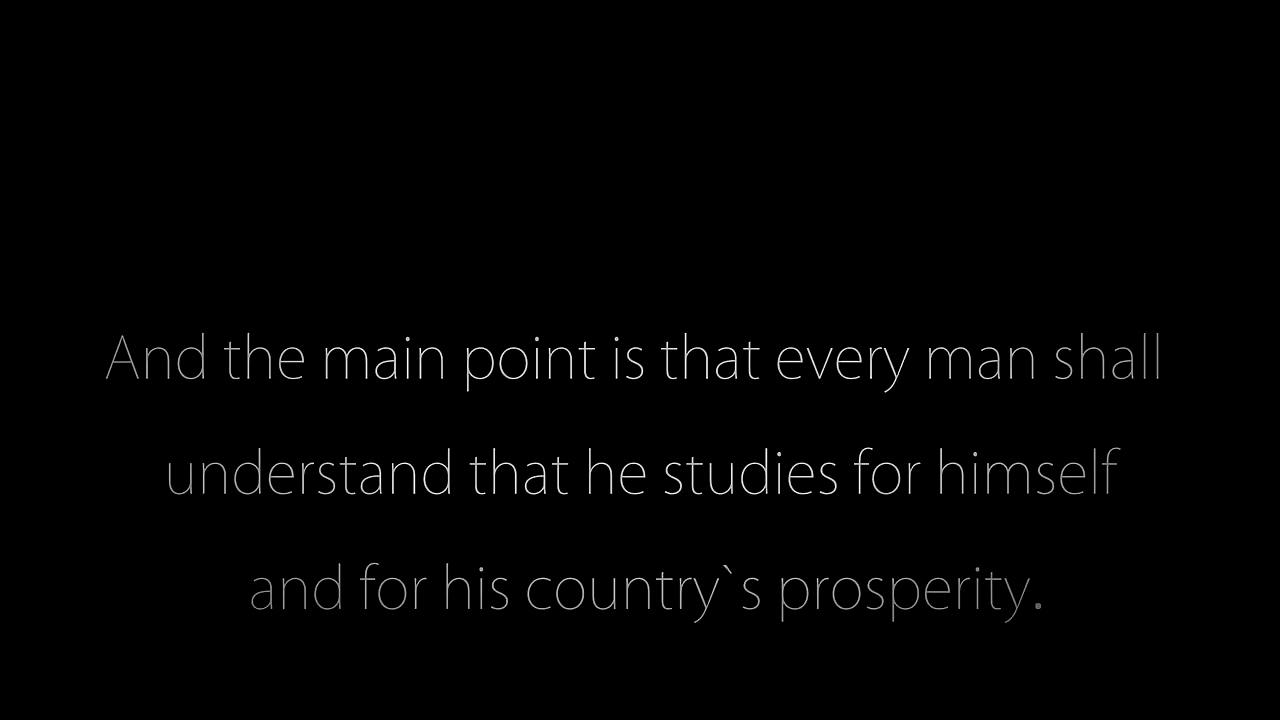 And the main point is that every man shall
understand that he studies for himself
and for his country`s prosperity.